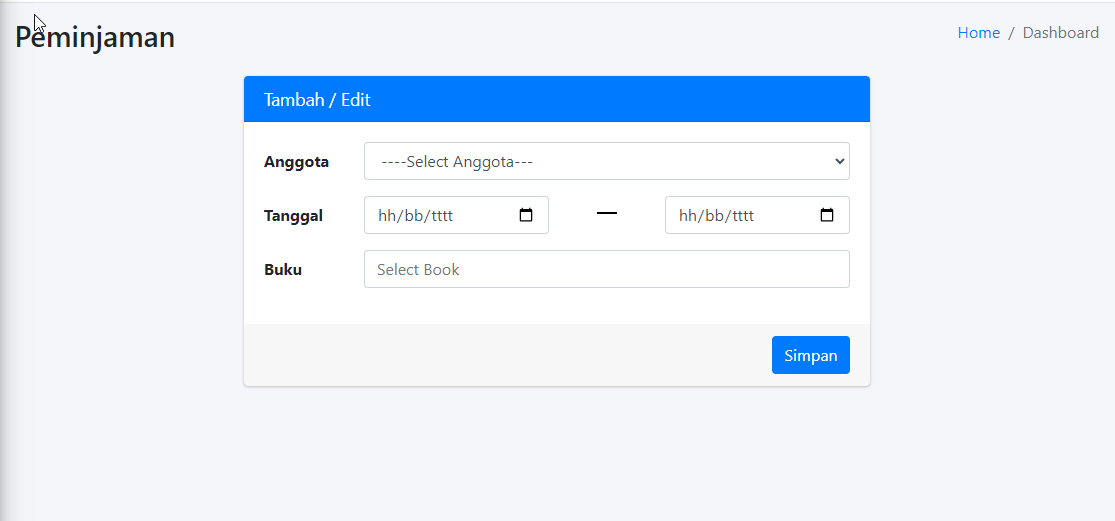 Peminjaman
Home / Dashboard
Tambah / Edit
Anggota ----Select Anggota---
Tanggal hh/bb/tttt — hh/bb/tttt
Buku Select Book
Simpan